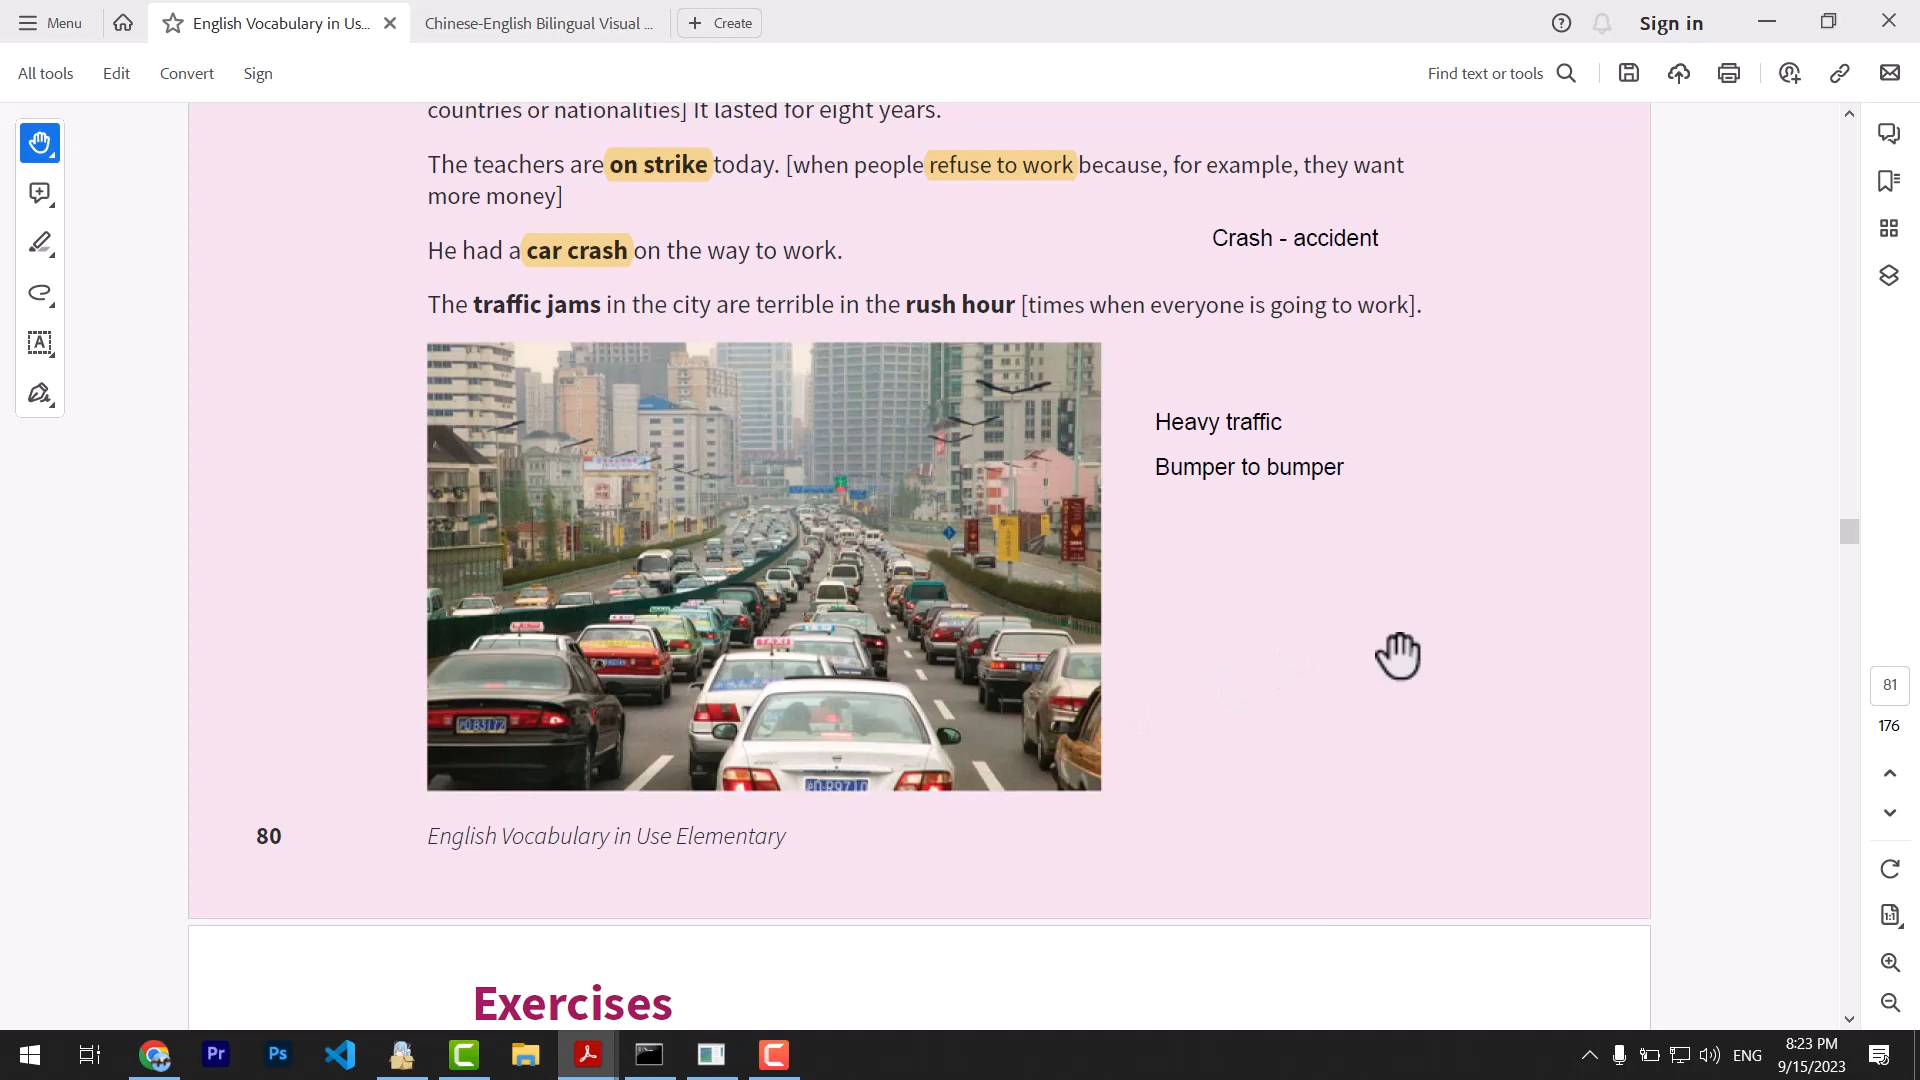 Menu
English Vocabulary in Us...
Chinese-English Bilingual Visual ...
Create
Sign in
All tools
Edit
Convert
Sign
Find text or tools
countries or nationalities] It lasted for eight years.
The teachers are on strike today. [when people refuse to work because, for example, they want
more money]
He had a car crash on the way to work.
Crash - accident
The traffic jams in the city are terrible in the rush hour [times when everyone is going to work].
Heavy traffic
Bumper to bumper
TAXI
80
English Vocabulary in Use Elementary
81
176
Exercises
8:23 PM
ENG
9/15/2023